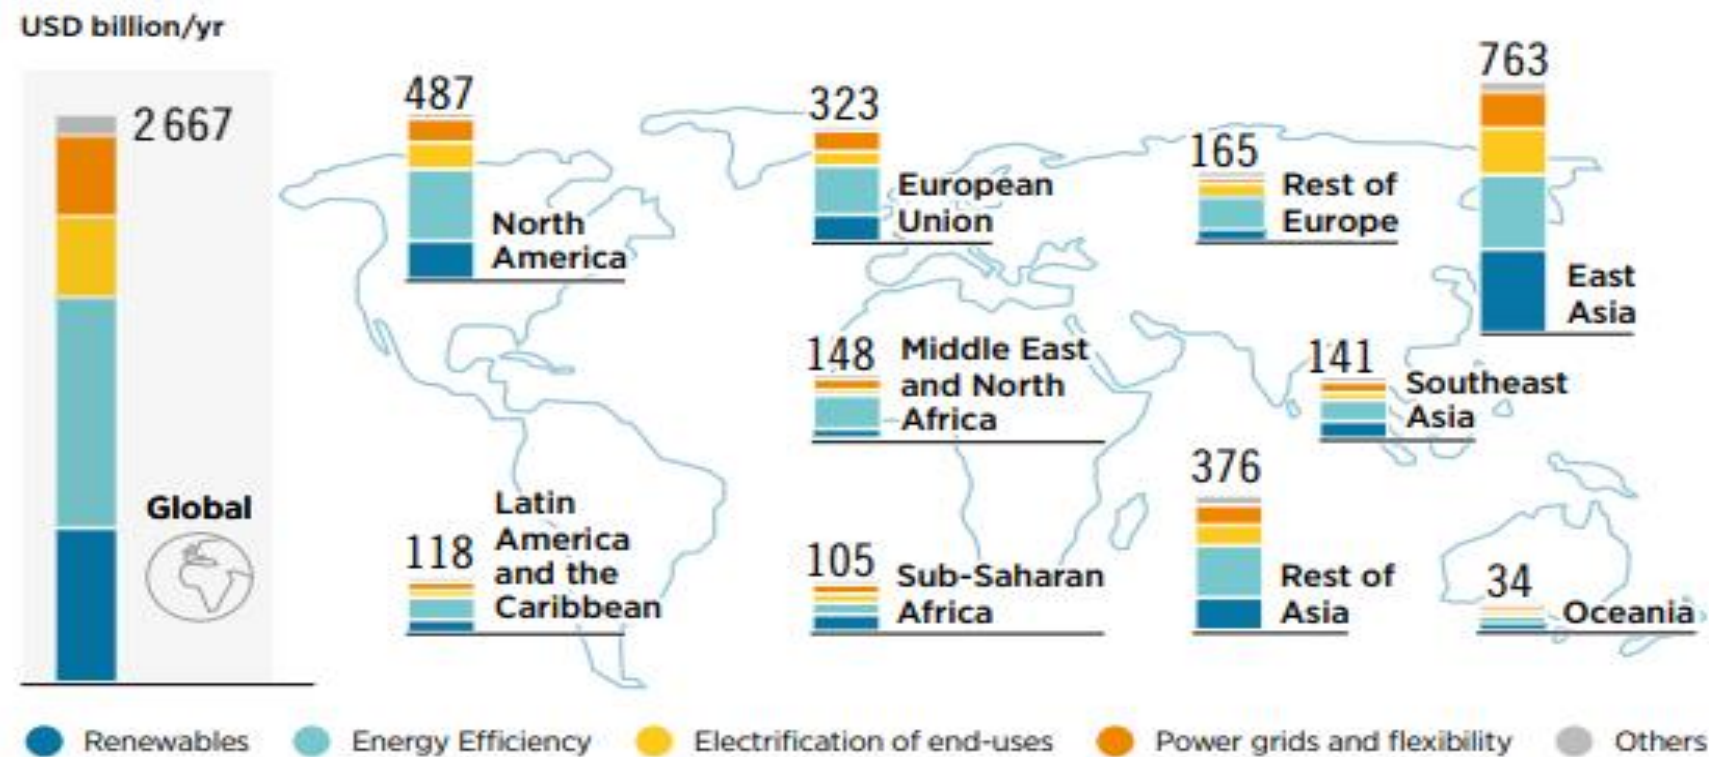 USD billion/yr
2 667
Global
487
North
America
323
European
Union
165
Rest of
Europe
763
East
Asia
148
Middle East
and North
Africa
141
Southeast
Asia
118
Latin
America
and the
Caribbean
105
Sub-Saharan
Africa
376
Rest of
Asia
34
Oceania
Renewables
Energy Efficiency
Electrification of end-uses
Power grids and flexibility
Others